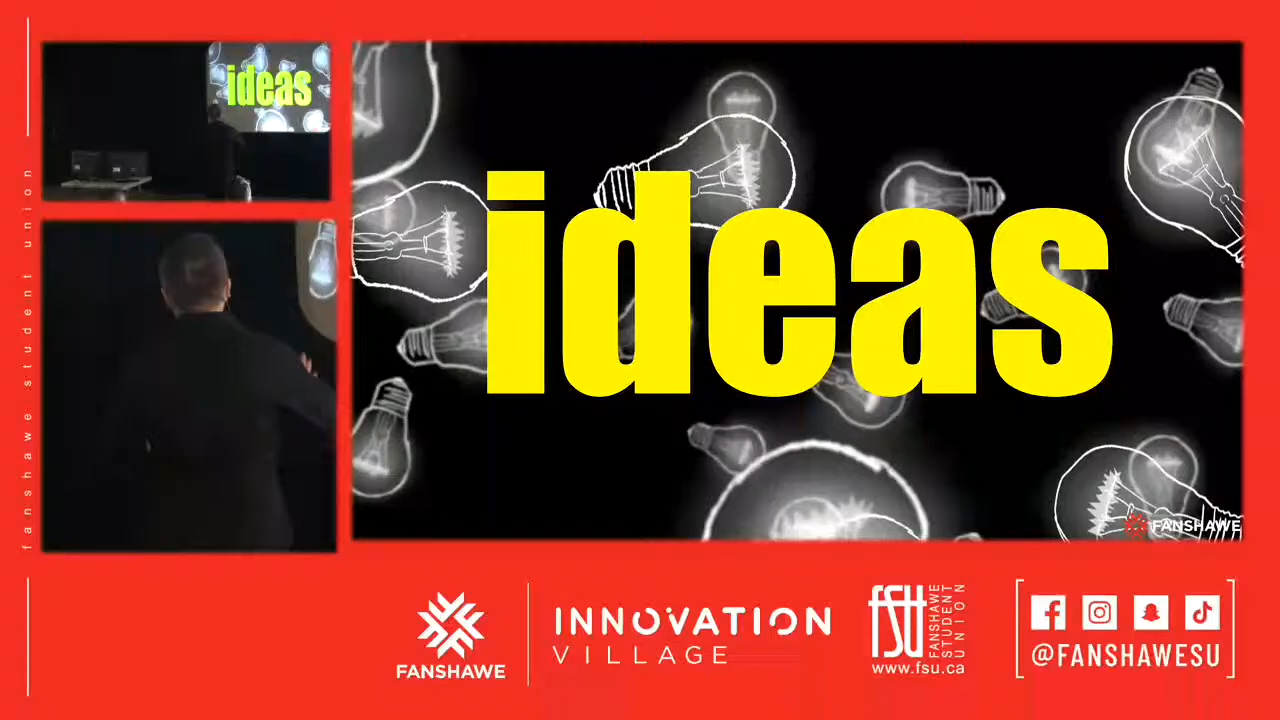 fanshawe student union
ideas
ideas
FANSHAWE
FANSHAWE
INNOVATION
VILLAGE
fsu
FANSHAWE
STUDENT
UNION
www.fsu.ca
@FANSHAWESU